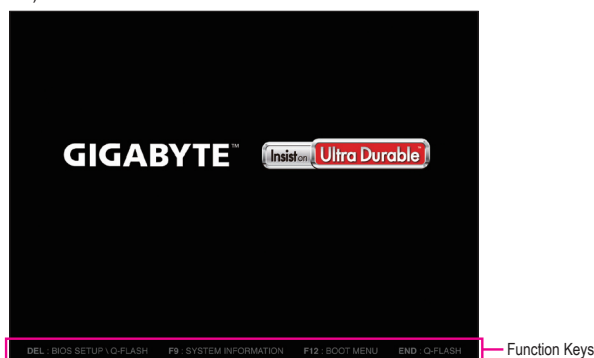 GIGABYTE™
Insist on Ultra Durable™
DEL : BIOS SETUP \ Q-FLASH F9 : SYSTEM INFORMATION F12 : BOOT MENU END : Q-FLASH
Function Keys